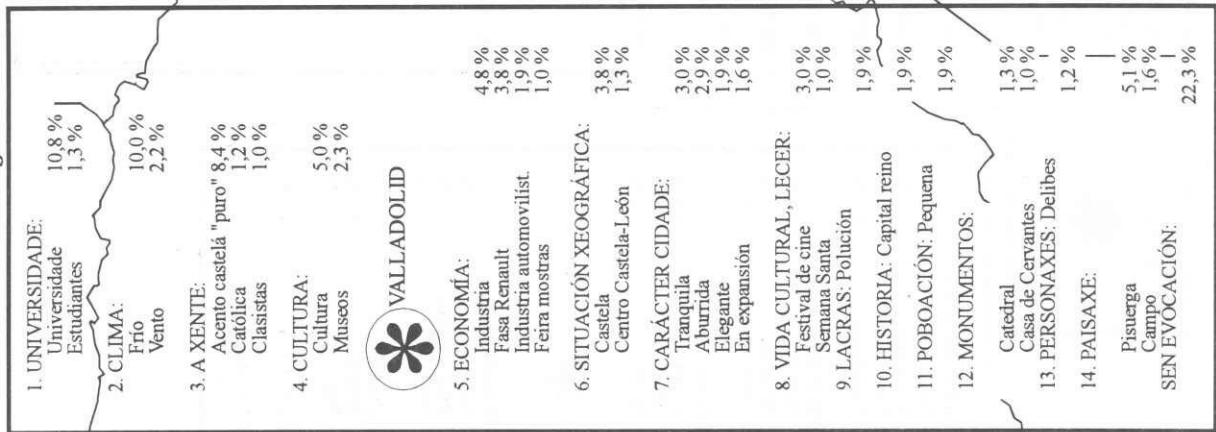 1. UNIVERSIDADE:
Universidade 10,8 %
Estudiantes 1,3 %
2. CLIMA:
Frío 10,0 %
Vento 2,2 %
3. A XENTE:
Acento castelá "puro" 8,4 %
Católica 1,2 %
Clasistas 1,0 %
4. CULTURA:
Cultura 5,0 %
Museos 2,3 %
VALLADOLID
5. ECONOMÍA:
Industria 4,8 %
Fasa Renault 3,8 %
Industria automovilíst. 1,9 %
Feira mostras 1,0 %
6. SITUACIÓN XEOGRÁFICA:
Castela 3,8 %
Centro Castela-León 1,3 %
7. CARÁCTER CIDADE:
Tranquila 3,0 %
Aburrida 2,9 %
Elegante 1,9 %
En expansión 1,6 %
8. VIDA CULTURAL, LECER:
Festival de cine 3,0 %
Semana Santa 1,0 %
9. LACRAS: Polución 1,9 %
10. HISTORIA: Capital reino 1,9 %
11. POBOACIÓN: Pequena 1,9 %
12. MONUMENTOS:
Catedral 1,3 %
Casa de Cervantes 1,0 %
13. PERSONAXES: Delibes 1,2 %
14. PAISAXE:
Pisuerga 5,1 %
Campo 1,6 %
SEN EVOCACIÓN: 22,3 %